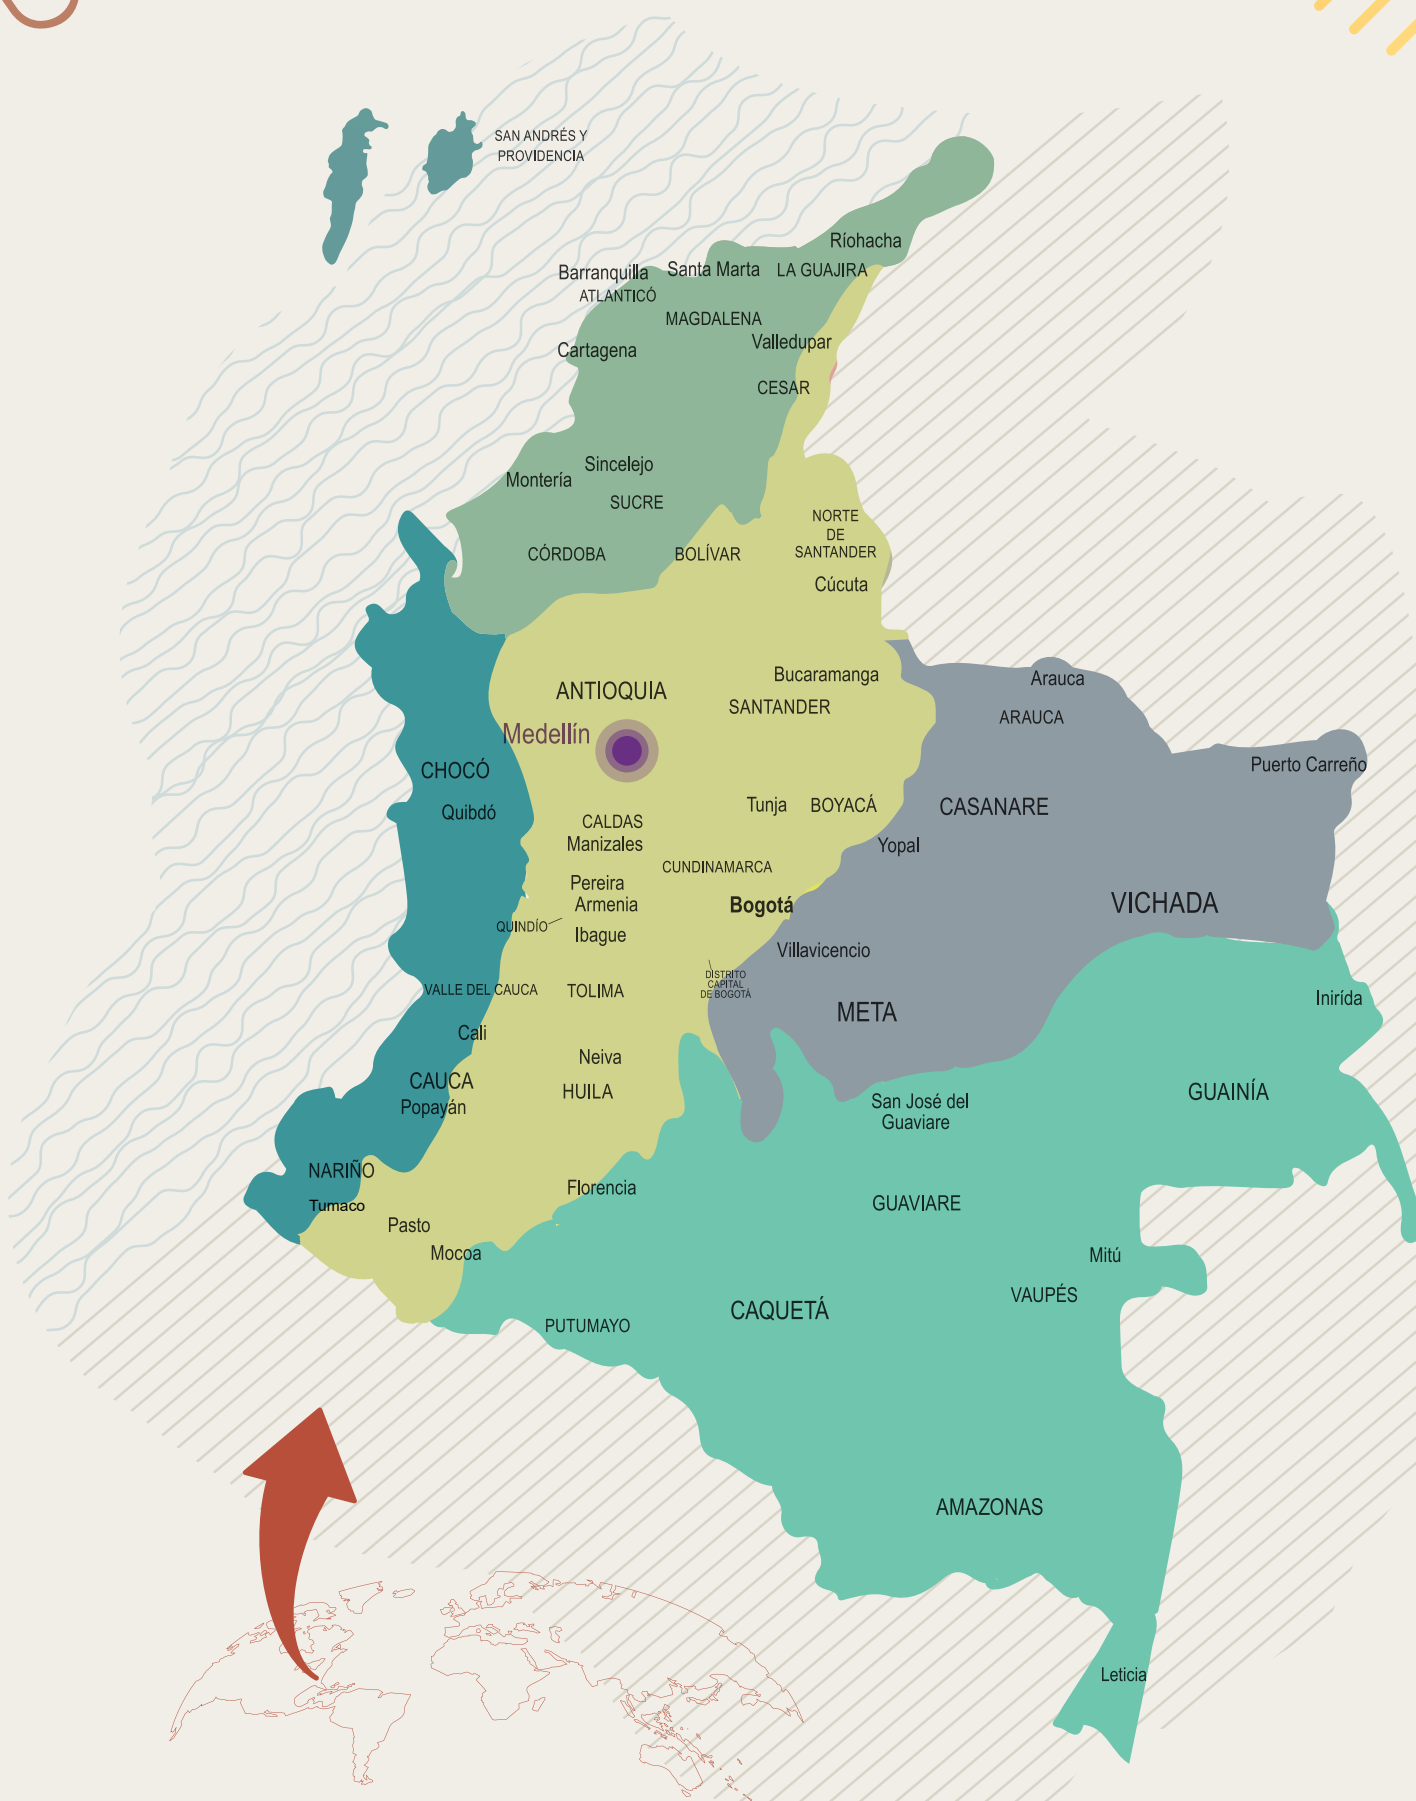 SAN ANDRÉS Y
PROVIDENCIA
Ríohacha
Barranquilla
Santa Marta
LA GUAJIRA
ATLANTICÓ
MAGDALENA
Valledupar
Cartagena
CESAR
Sincelejo
Montería
SUCRE
NORTE
DE
SANTANDER
CÓRDOBA
BOLÍVAR
Cúcuta
Bucaramanga
Arauca
ANTIOQUIA
SANTANDER
ARAUCA
Medellín
CHOCÓ
Puerto Carreño
Quibdó
Tunja
BOYACÁ
CASANARE
CALDAS
Manizales
Yopal
CUNDINAMARCA
Pereira
Armenia
Bogotá
VICHADA
QUINDÍO
Ibague
Villavicencio
DISTRITO
CAPITAL
DE BOGOTÁ
VALLE DEL CAUCA
TOLIMA
Inirída
META
Cali
Neiva
CAUCA
HUILA
GUAINÍA
Popayán
San José del
Guaviare
NARIÑO
Florencia
Tumaco
GUAVIARE
Pasto
Mocoa
Mitú
VAUPÉS
CAQUETÁ
PUTUMAYO
AMAZONAS
Leticia